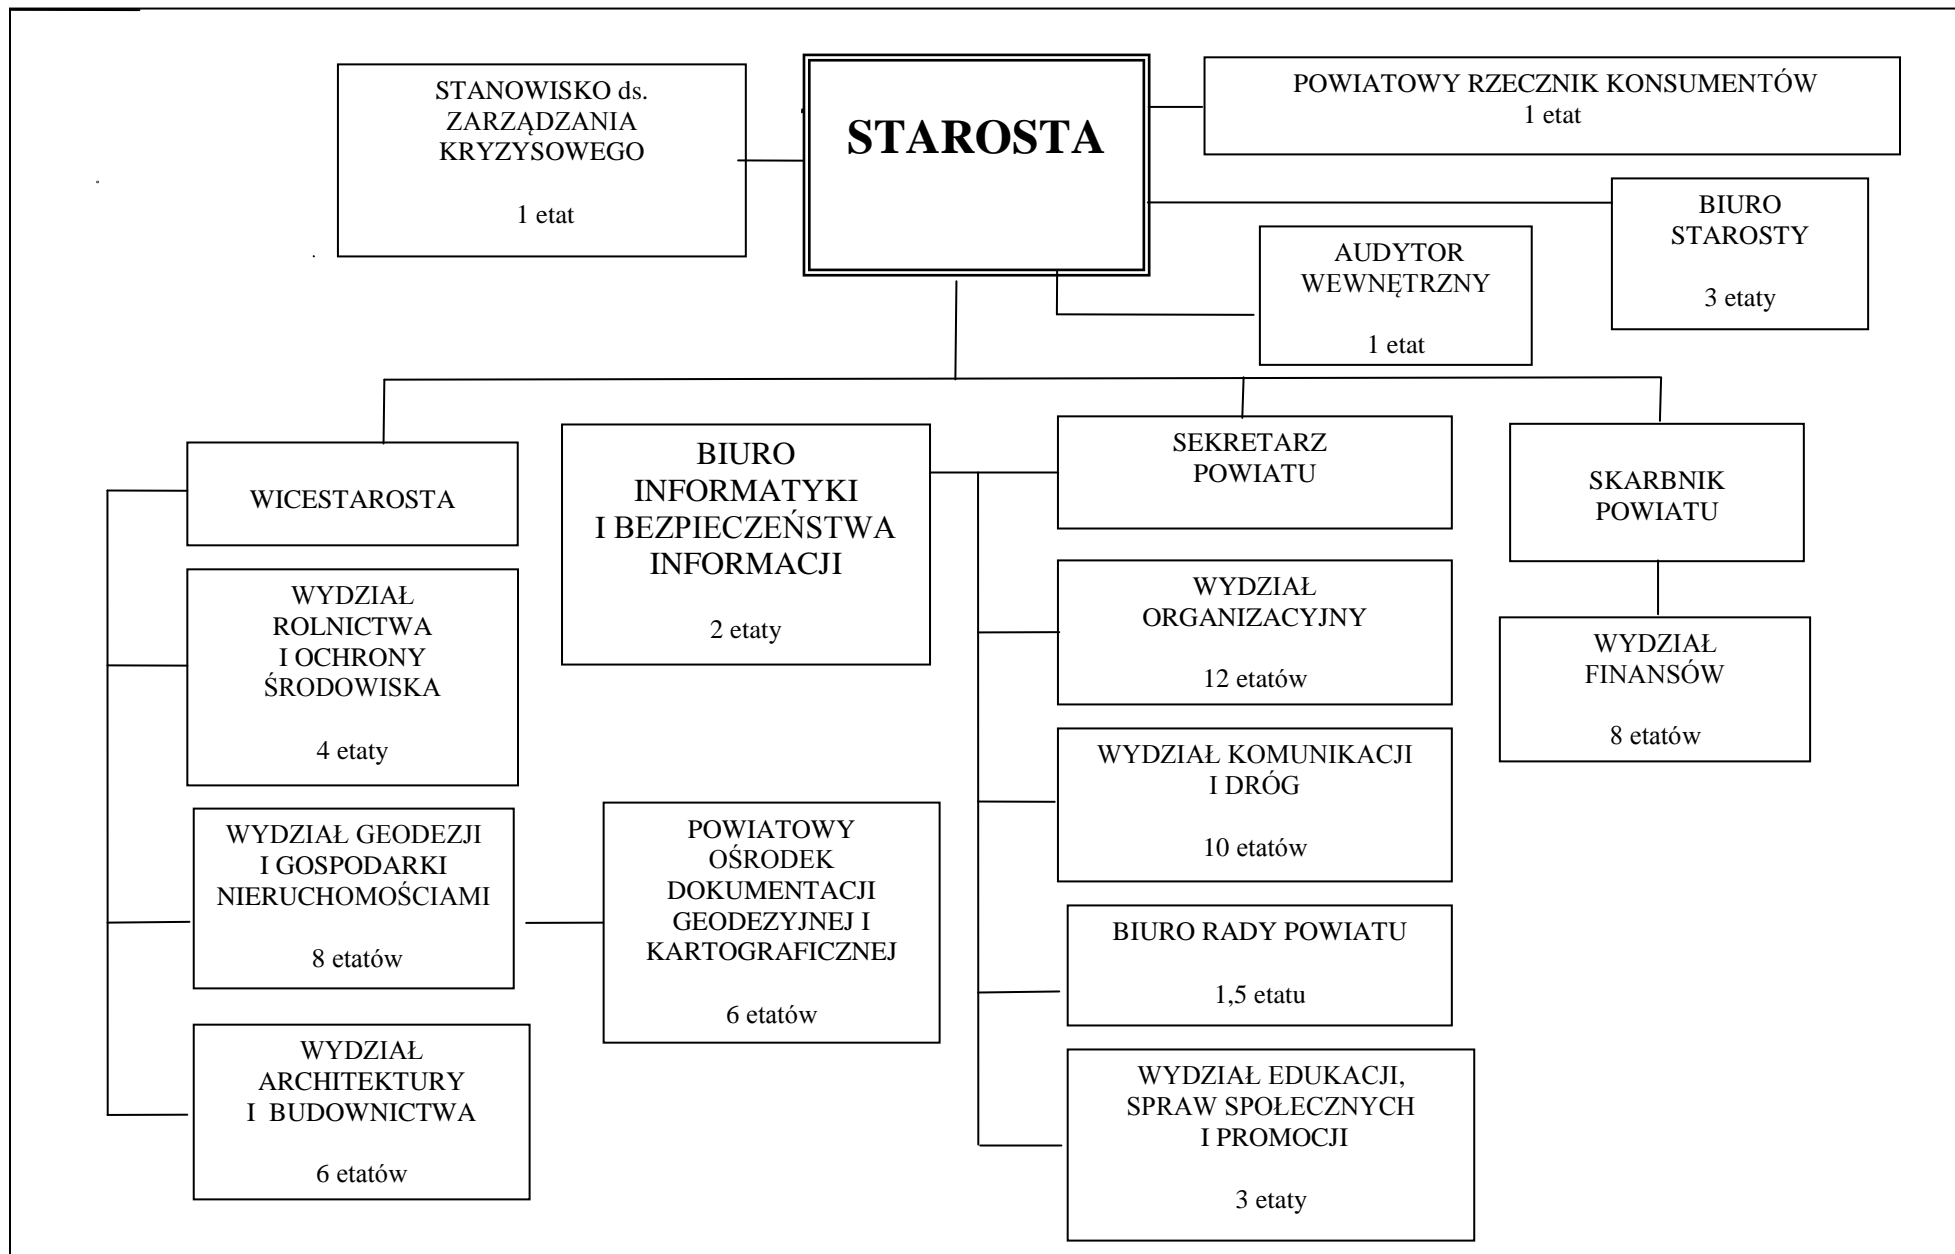 STANOWISKO ds.
ZARZĄDZANIA
KRYZYSOWEGO
1 etat
STAROSTA
POWIATOWY RZECZNIK KONSUMENTÓW
1 etat
BIURO
STAROSTY
3 etaty
AUDYTOR
WEWNĘTRZNY
1 etat
WICESTAROSTA
BIURO
INFORMATYKI
I BEZPIECZEŃSTWA
INFORMACJI
2 etaty
SEKRETARZ
POWIATU
SKARBNIK
POWIATU
WYDZIAŁ
ROLNICTWA
I OCHRONY
ŚRODOWISKA
4 etaty
WYDZIAŁ
ORGANIZACYJNY
12 etatów
WYDZIAŁ
FINANSÓW
8 etatów
WYDZIAŁ KOMUNIKACJI
I DRÓG
10 etatów
WYDZIAŁ GEODEZJI
I GOSPODARKI
NIERUCHOMOŚCIAMI
8 etatów
POWIATOWY
OŚRODEK
DOKUMENTACJI
GEODEZYJNEJ I
KARTOGRAFICZNEJ
6 etatów
BIURO RADY POWIATU
1,5 etatu
WYDZIAŁ
ARCHITEKTURY
I BUDOWNICTWA
6 etatów
WYDZIAŁ EDUKACJI,
SPRAW SPOŁECZNYCH
I PROMOCJI
3 etaty